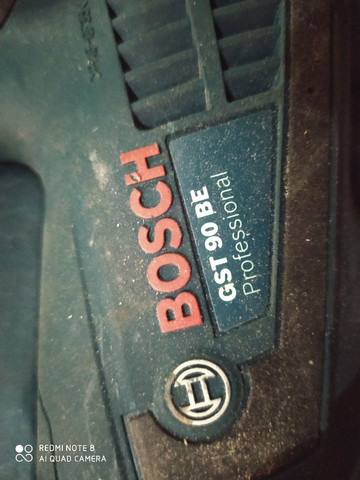 BOSCH
GST 90 BE
Professional
REDMI NOTE 8
AI QUAD CAMERA